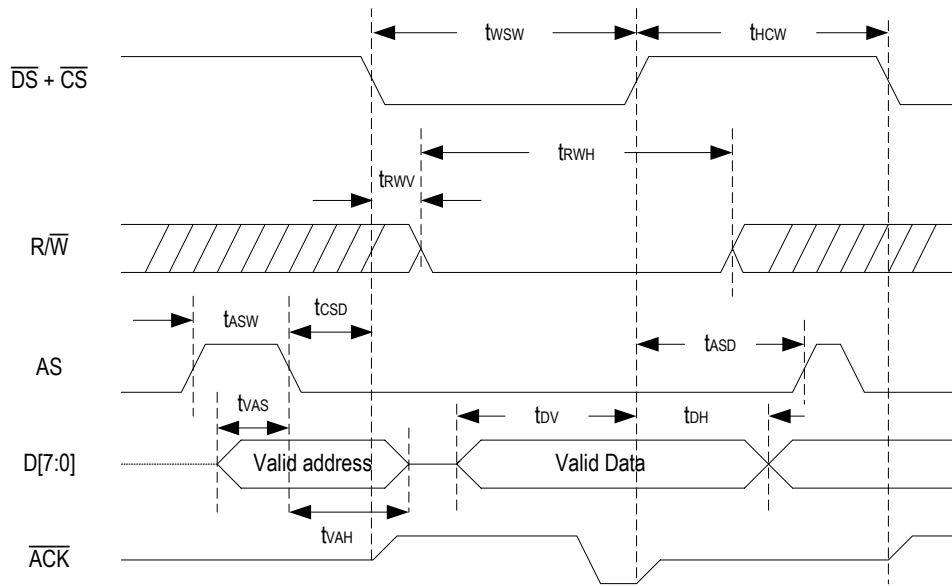 tWSW tHCW
DS + CS
tRWH
tRWV
R/W
tASW tCSD
tASD
AS
tVAS tDV tDH
D[7:0] Valid address Valid Data
tVAH
ACK